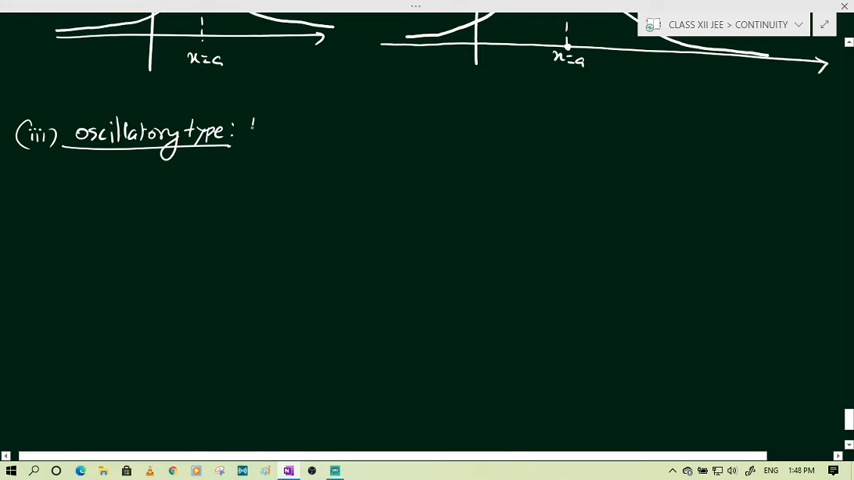 CLASS XII JEE > CONTINUITY
x=a
x=a
(iii) oscillatory type:
ENG
1:48 PM